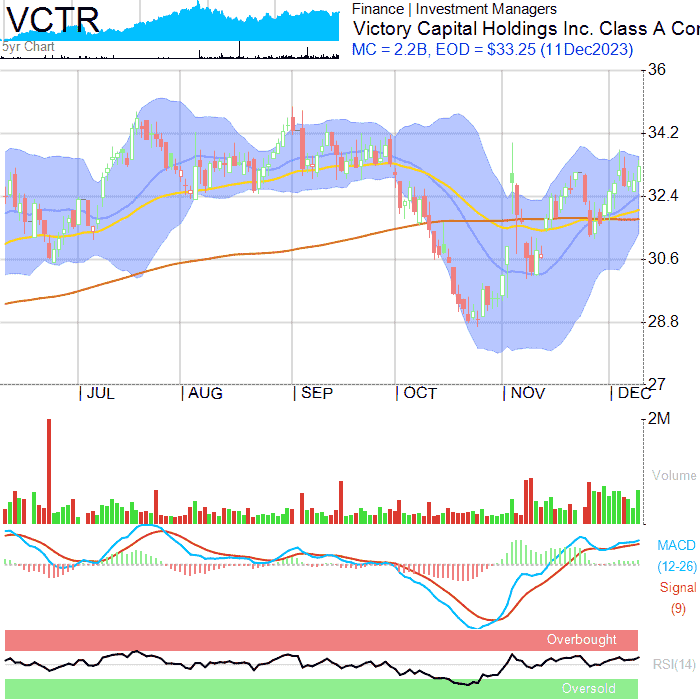 VCTR
5yr Chart
Finance | Investment Managers
Victory Capital Holdings Inc. Class A Cor
MC = 2.2B, EOD = $33.25 (11Dec2023)
36
34.2
32.4
30.6
28.8
27
JUL
AUG
SEP
OCT
NOV
DEC
2M
Volume
MACD
(12-26)
Signal
(9)
Overbought
RSI(14)
Oversold